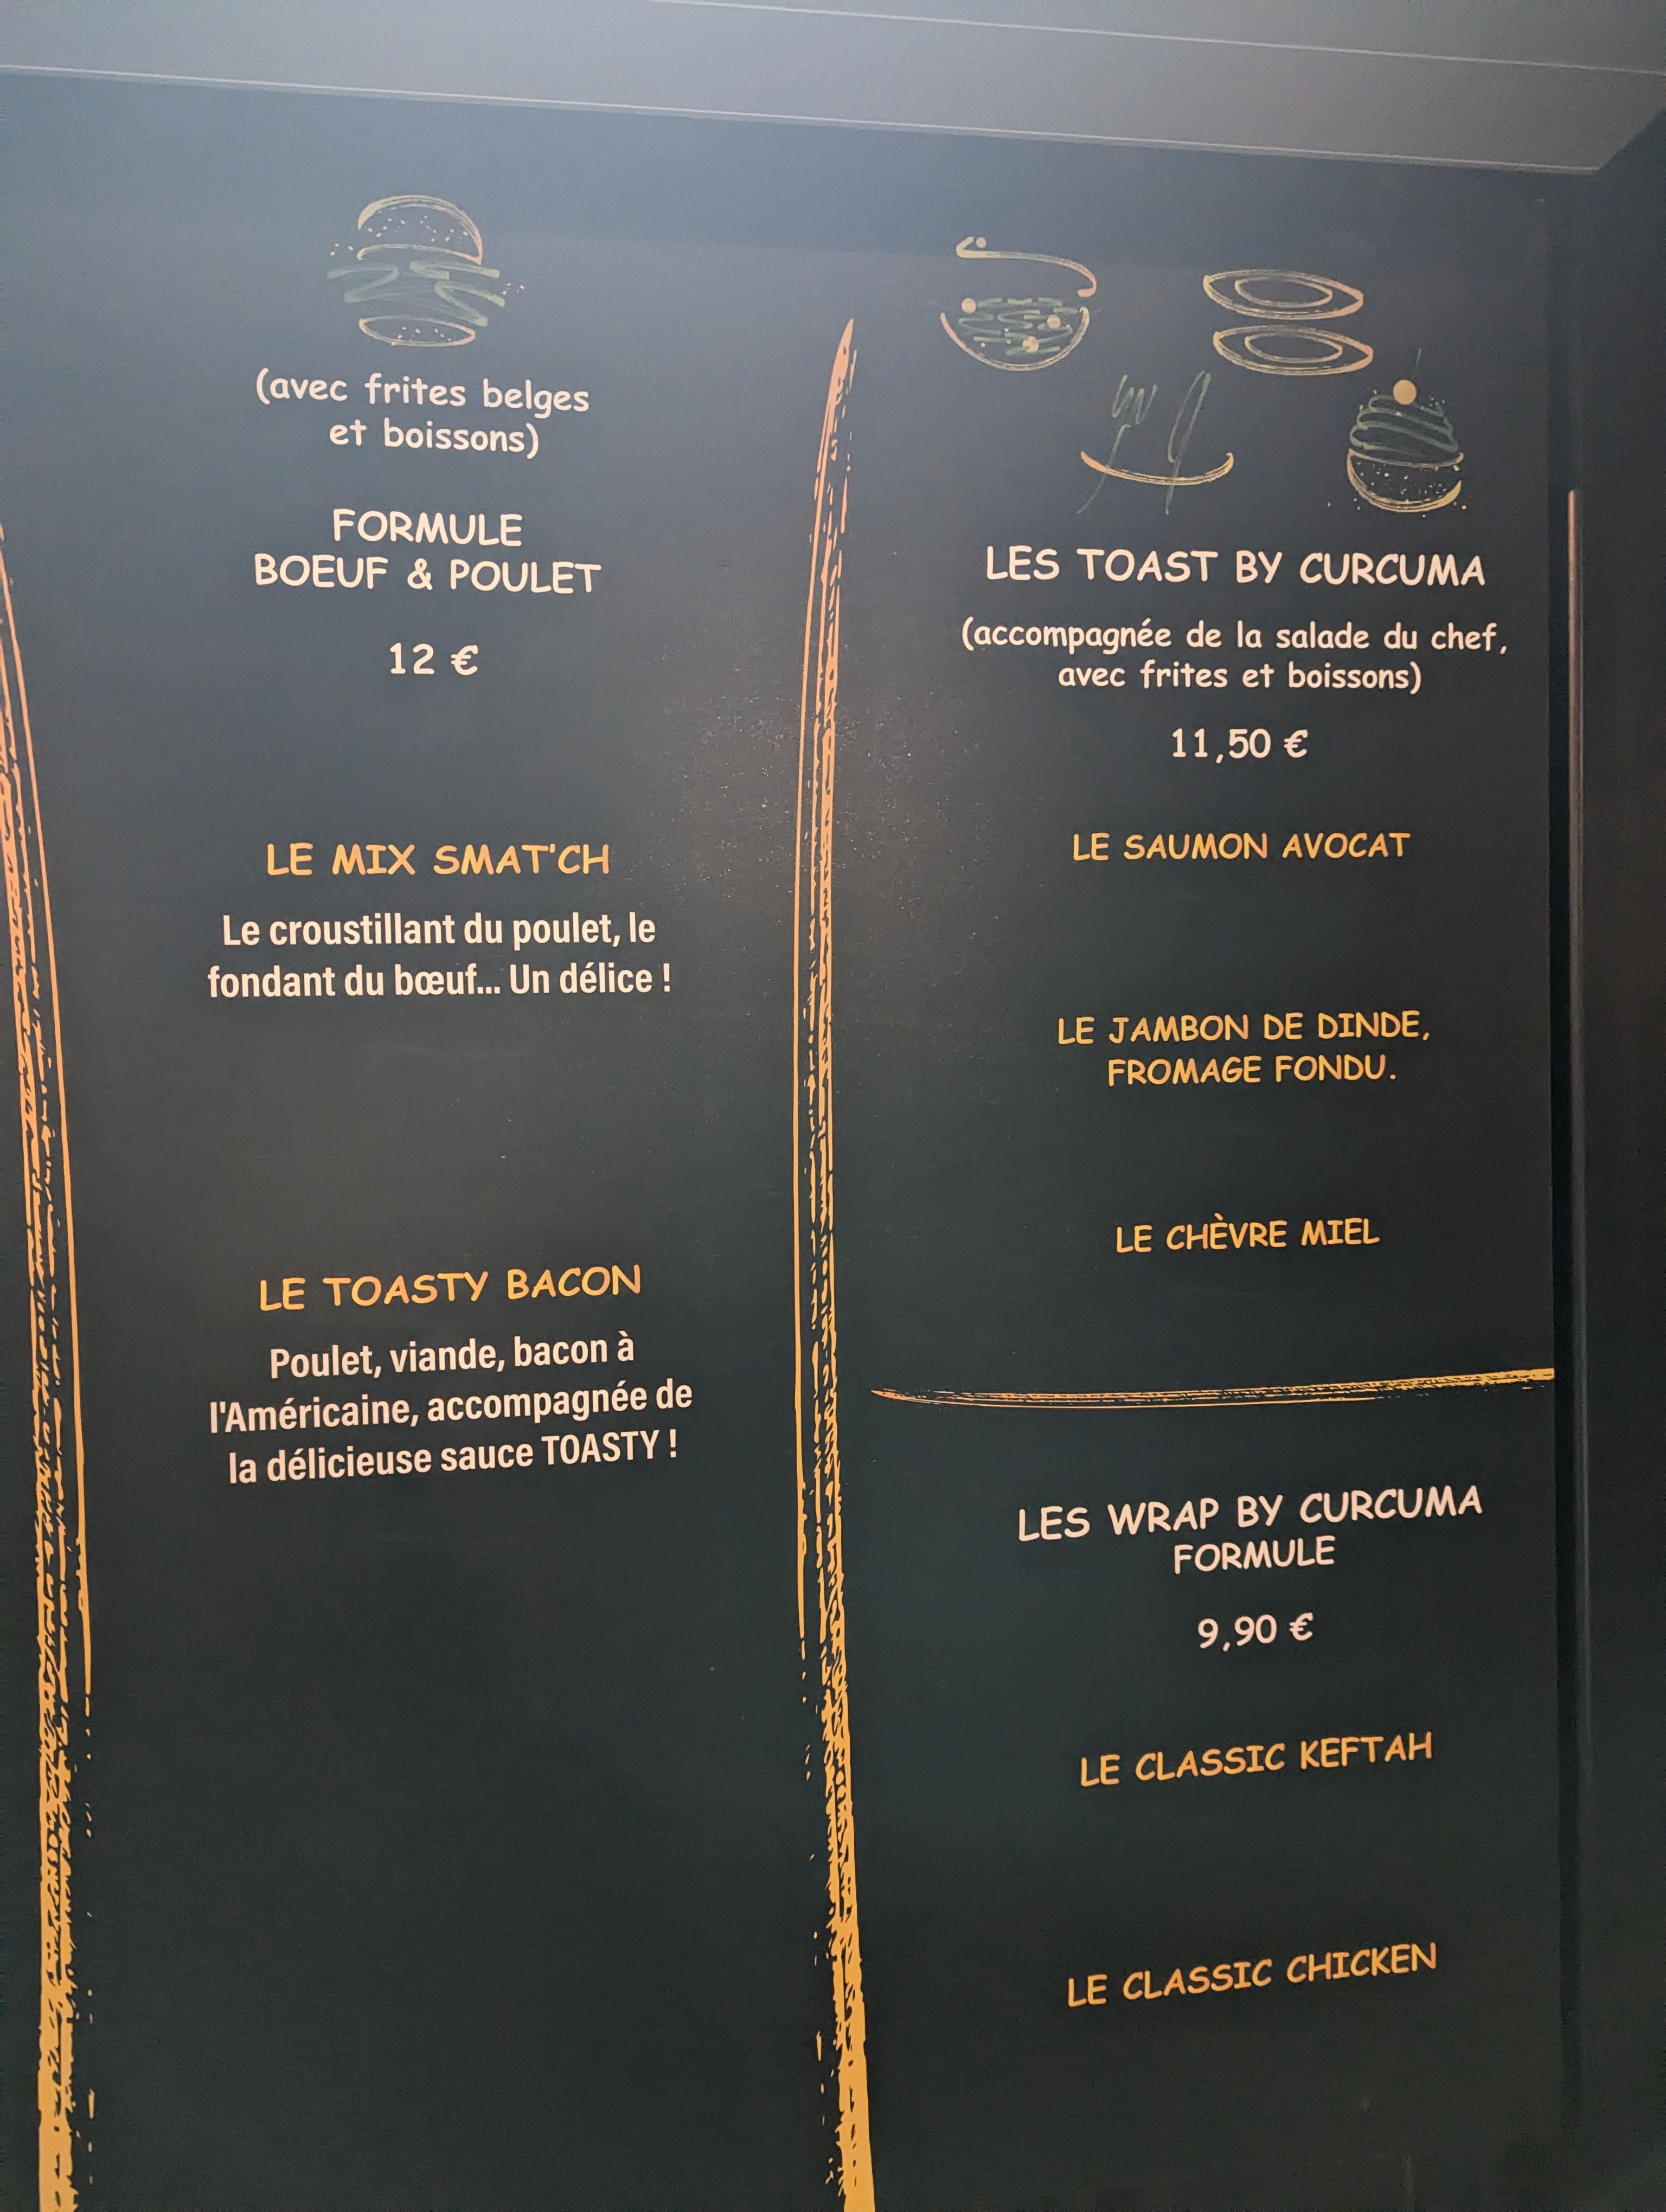 (avec frites belges
et boissons)
FORMULE
BOEUF & POULET
12 €
LE MIX SMAT'CH
Le croustillant du poulet, le
fondant du bœuf... Un délice !
LE TOASTY BACON
Poulet, viande, bacon à
l'Américaine, accompagnée de
la délicieuse sauce TOASTY !
LES TOAST BY CURCUMA
(accompagnée de la salade du chef,
avec frites et boissons)
11,50 €
LE SAUMON AVOCAT
LE JAMBON DE DINDE,
FROMAGE FONDU.
LE CHÈVRE MIEL
LES WRAP BY CURCUMA
FORMULE
9,90 €
LE CLASSIC KEFTAH
LE CLASSIC CHICKEN